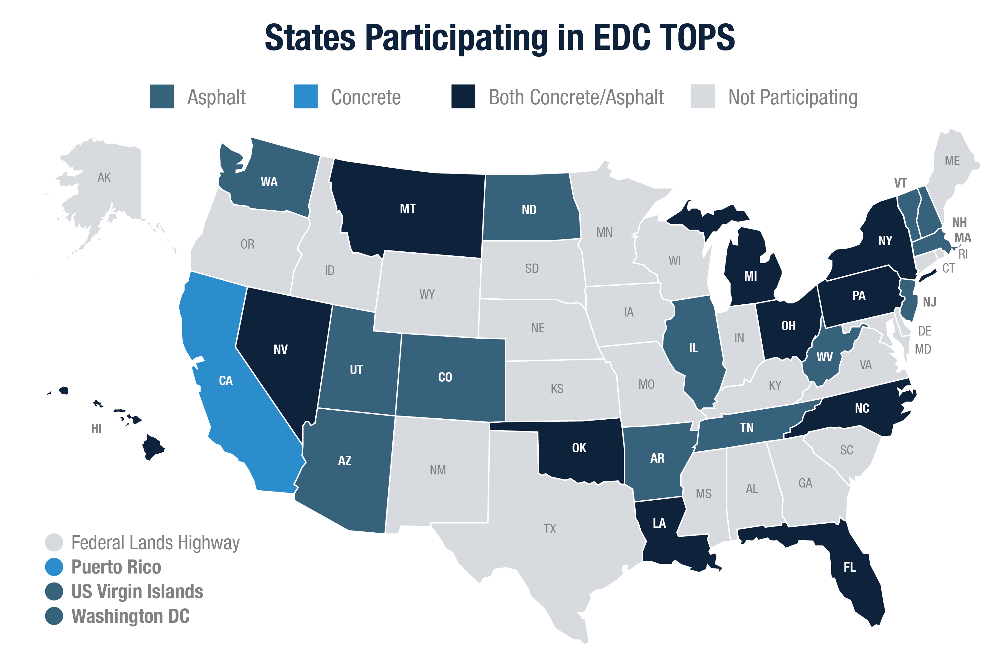 States Participating in EDC TOPS
Asphalt
Concrete
Both Concrete/Asphalt
Not Participating
AK
WA
MT
ND
MN
ME
VT
NH
MA
RI
CT
NY
OR
ID
WY
SD
WI
MI
PA
NJ
DE
MD
NE
IA
IL
IN
OH
WV
VA
NV
UT
CO
CA
KS
MO
KY
NC
TN
HI
AZ
NM
OK
AR
SC
GA
AL
MS
LA
TX
FL
Federal Lands Highway
Puerto Rico
US Virgin Islands
Washington DC